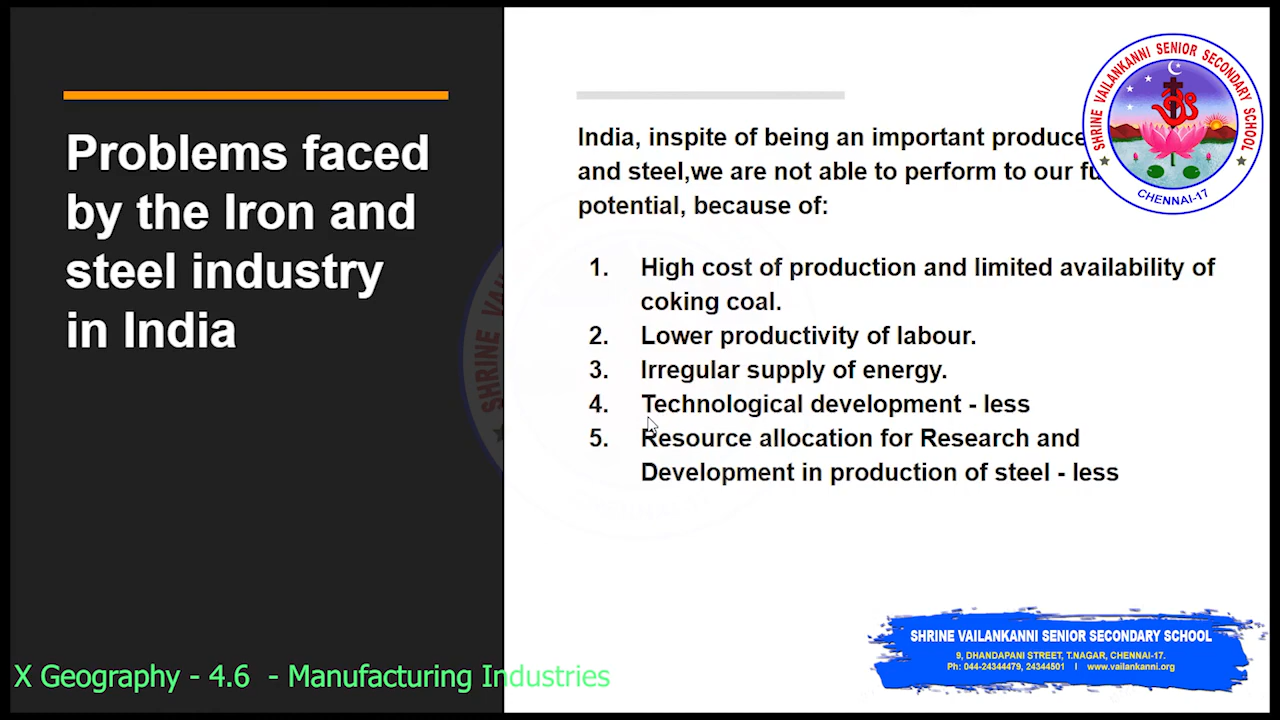 Problems faced
by the Iron and
steel industry
in India
India, inspite of being an important
and steel,we are not able to perform to our
potential, because of:
1. High cost of production and limited availability of
coking coal.
2. Lower productivity of labour.
3. Irregular supply of energy.
4. Technological development - less
5. Resource allocation for Research and
Development in production of steel - less
SHRINE VAILANKANNI SENIOR SECONDARY SCHOOL
CHENNAI-17
SHRINE VAIL
X Geography - 4.6 - Manufacturing Industries
SHRINE VAILANKANNI SENIOR SECONDARY SCHOOL
9, DHANDAPANI STREET, T.NAGAR, CHENNAI-17.
Ph: 044-24344479, 24344501 I www.vailankanni.org